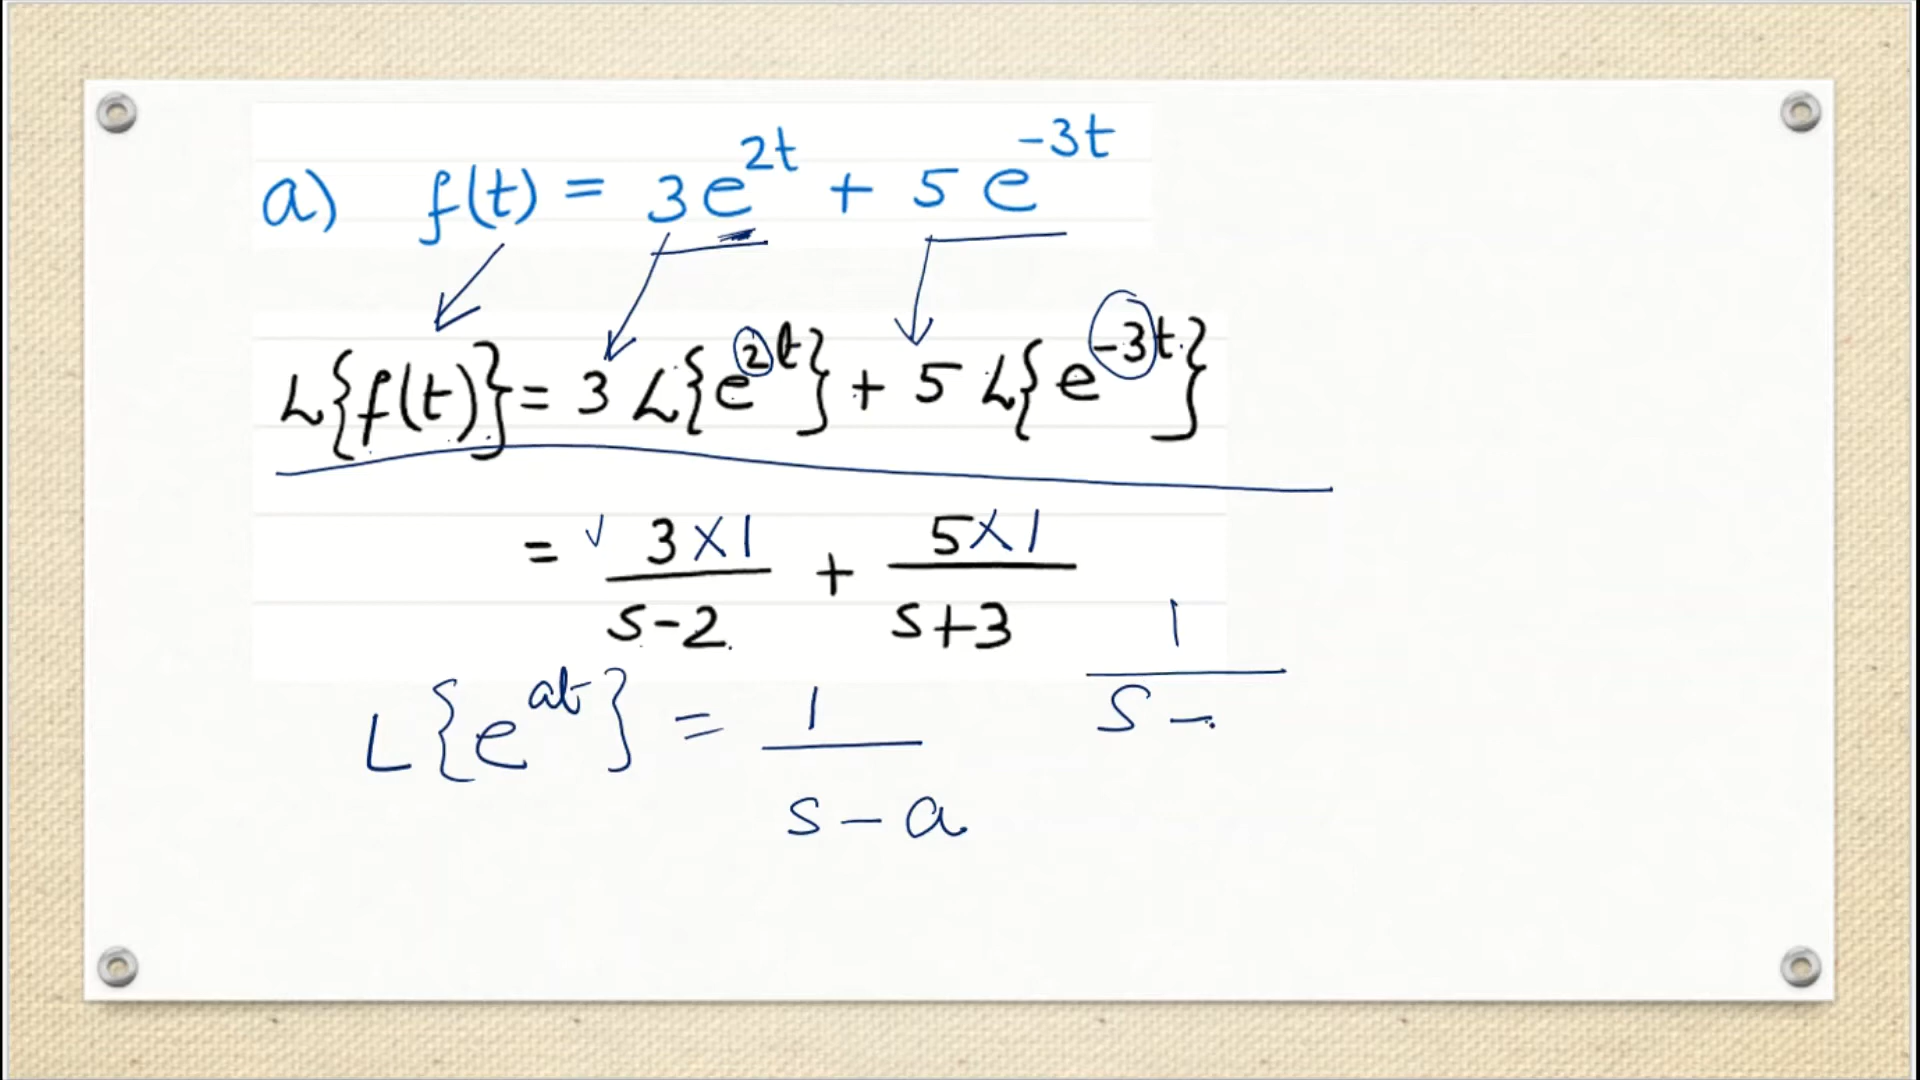 a) f(t) = 3e^{2t} + 5e^{-3t}
L{f(t)} = 3 L{e^{2t}} + 5 L{e^{-3t}}
= √ 3×1/s-2 + 5×1/s+3
L{e^{at}} = 1/s-a 1/s-